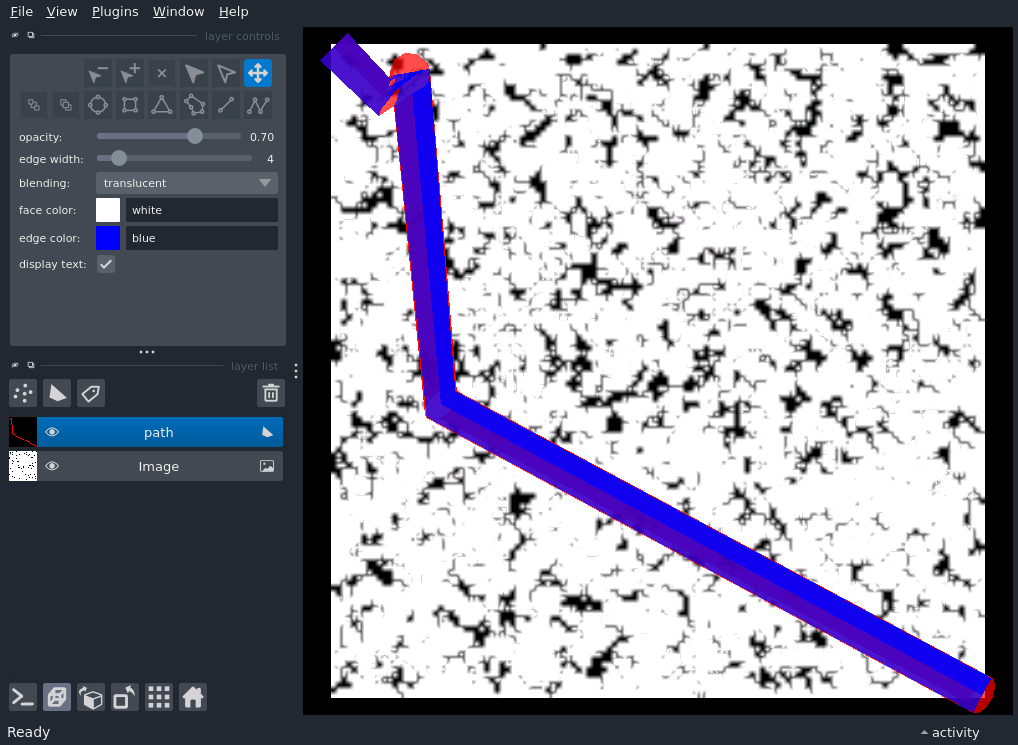 File View Plugins Window Help
layer controls
opacity: 0.70
edge width: 4
blending: translucent
face color: white
edge color: blue
display text:
layer list
path
Image
Ready
activity